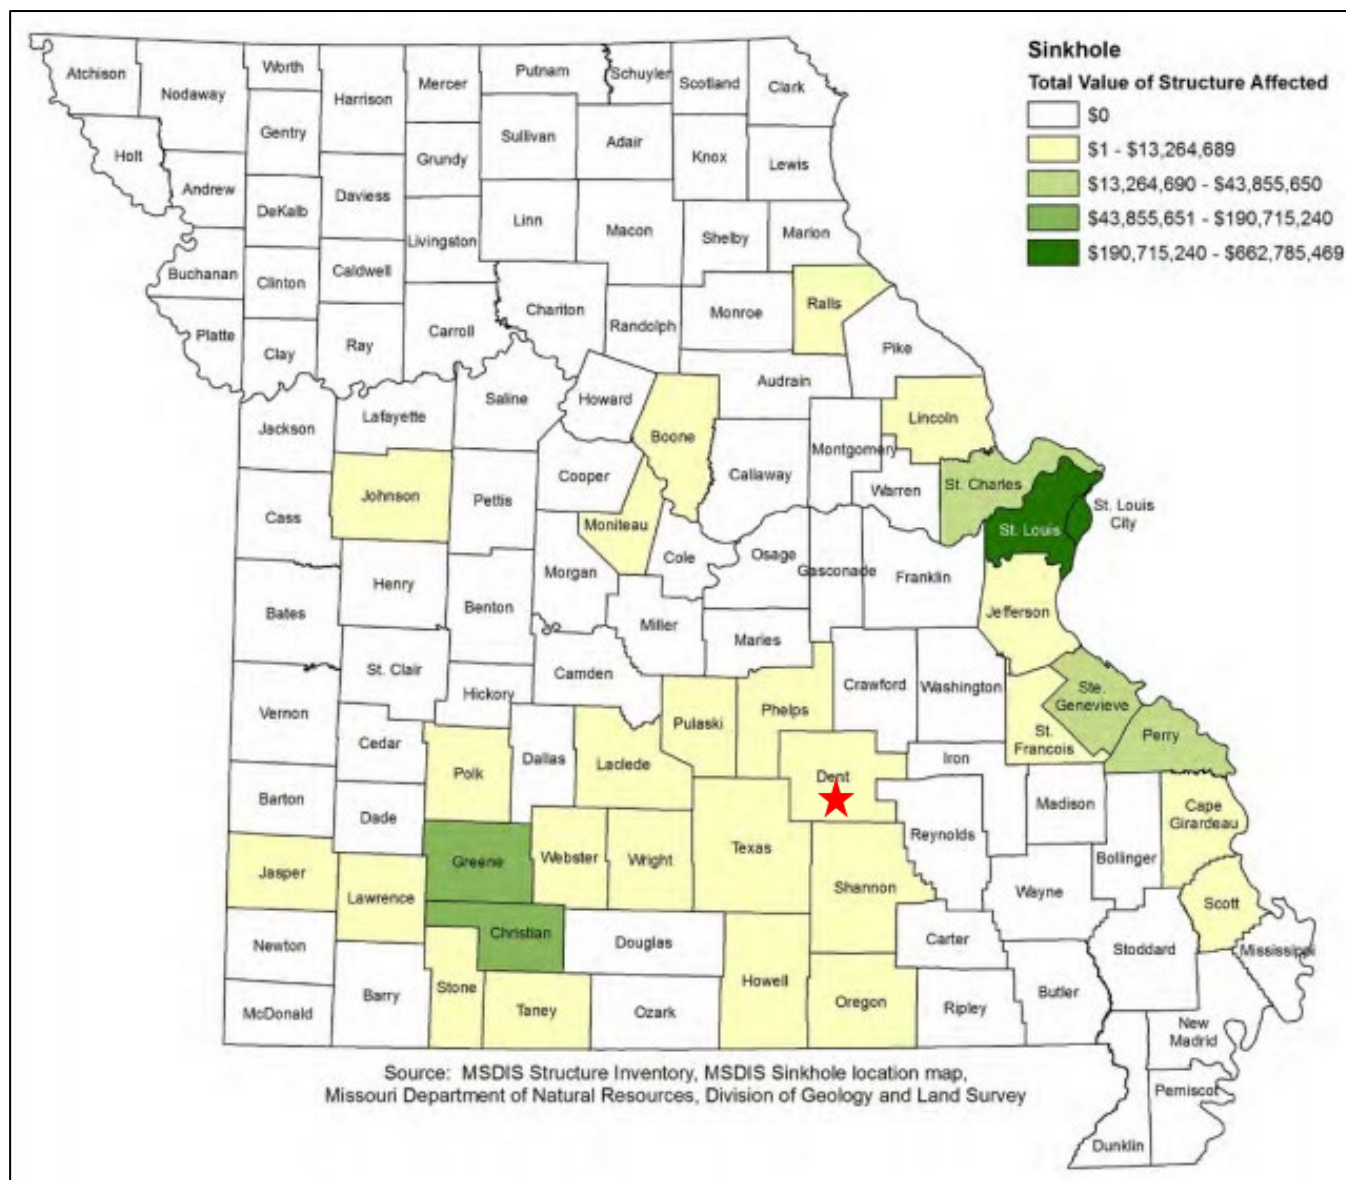 Sinkhole
Total Value of Structure Affected
$0
$1 - $13,264,689
$13,264,690 - $43,855,650
$43,855,651 - $190,715,240
$190,715,240 - $662,785,469
Atchison
Nodaway
Worth
Harrison
Mercer
Putnam
Schuyler
Scotland
Clark
Gentry
Sullivan
Adair
Knox
Lewis
Holt
Andrew
DeKalb
Daviess
Grundy
Linn
Macon
Shelby
Marion
Livingston
Buchanan
Clinton
Caldwell
Chariton
Randolph
Monroe
Ralls
Platte
Clay
Ray
Carroll
Pike
Audrain
Howard
Saline
Lafayette
Jackson
Boone
Lincoln
Callaway
Montgomery
Warren
St. Charles
Cooper
Johnson
Pettis
Cass
Moniteau
St. Louis
St. Louis
City
Cole
Osage
Gasconade
Franklin
Morgan
Henry
Benton
Bates
Miller
Maries
Jefferson
St. Clair
Camden
Hickory
Crawford
Washington
Ste.
Genevieve
Vernon
Cedar
Pulaski
Phelps
St.
Francois
Perry
Polk
Dallas
Laclede
Dent
Iron
Barton
Dade
Madison
Cape
Girardeau
Reynolds
Texas
Bollinger
Greene
Webster
Wright
Jasper
Lawrence
Shannon
Wayne
Scott
Christian
Douglas
Newton
Carter
Stoddard
Mississippi
Stone
Taney
Ozark
Howell
Oregon
Ripley
Butler
Barry
McDonald
New
Madrid
Pemiscot
Dunklin
Source: MSDIS Structure Inventory, MSDIS Sinkhole location map,
Missouri Department of Natural Resources, Division of Geology and Land Survey